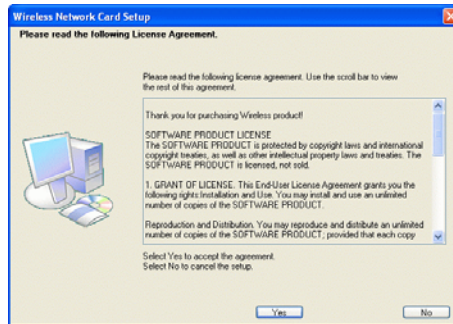 Wireless Network Card Setup
Please read the following License Agreement.
Please read the following license agreement. Use the scroll bar to view
the rest of this agreement.
Thank you for purchasing Wireless product!
SOFTWARE PRODUCT LICENSE
The SOFTWARE PRODUCT is protected by copyright laws and international
copyright treaties, as well as other intellectual property laws and treaties. The
SOFTWARE PRODUCT is licensed, not sold.
1. GRANT OF LICENSE. This End-User License Agreement grants you the
following rights:Installation and Use. You may install and use an unlimited
number of copies of the SOFTWARE PRODUCT.
Reproduction and Distribution. You may reproduce and distribute an unlimited
number of copies of the SOFTWARE PRODUCT; provided that each copy
Select Yes to accept the agreement.
Select No to cancel the setup.
Yes
No